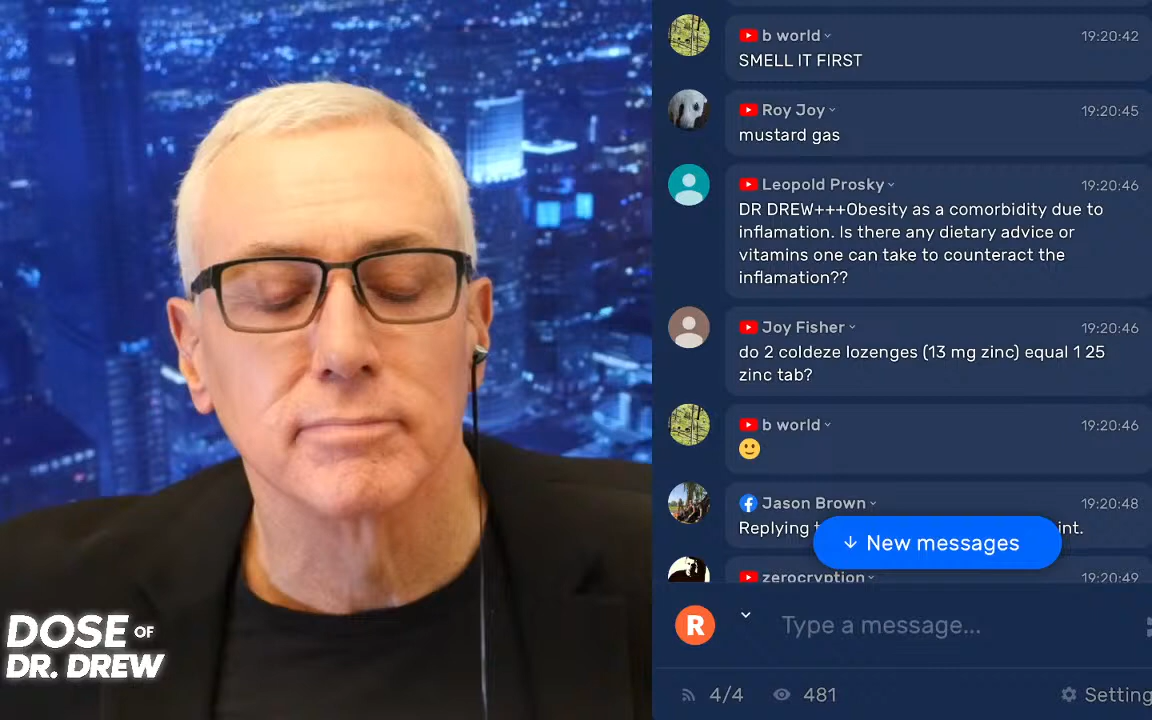 DOSE OF
DR. DREW
b world
19:20:42
SMELL IT FIRST
Roy Joy
19:20:45
mustard gas
Leopold Prosky
19:20:46
DR DREW+++Obesity as a comorbidity due to
inflamation. Is there any dietary advice or
vitamins one can take to counteract the
inflamation??
Joy Fisher
19:20:46
do 2 coldeze lozenges (13 mg zinc) equal 1 25
zinc tab?
b world
19:20:46
🙂
Jason Brown
19:20:48
Replying
int.
↓ New messages
zerocryption
19:20:49
R
Type a message...
4/4
481
Setting